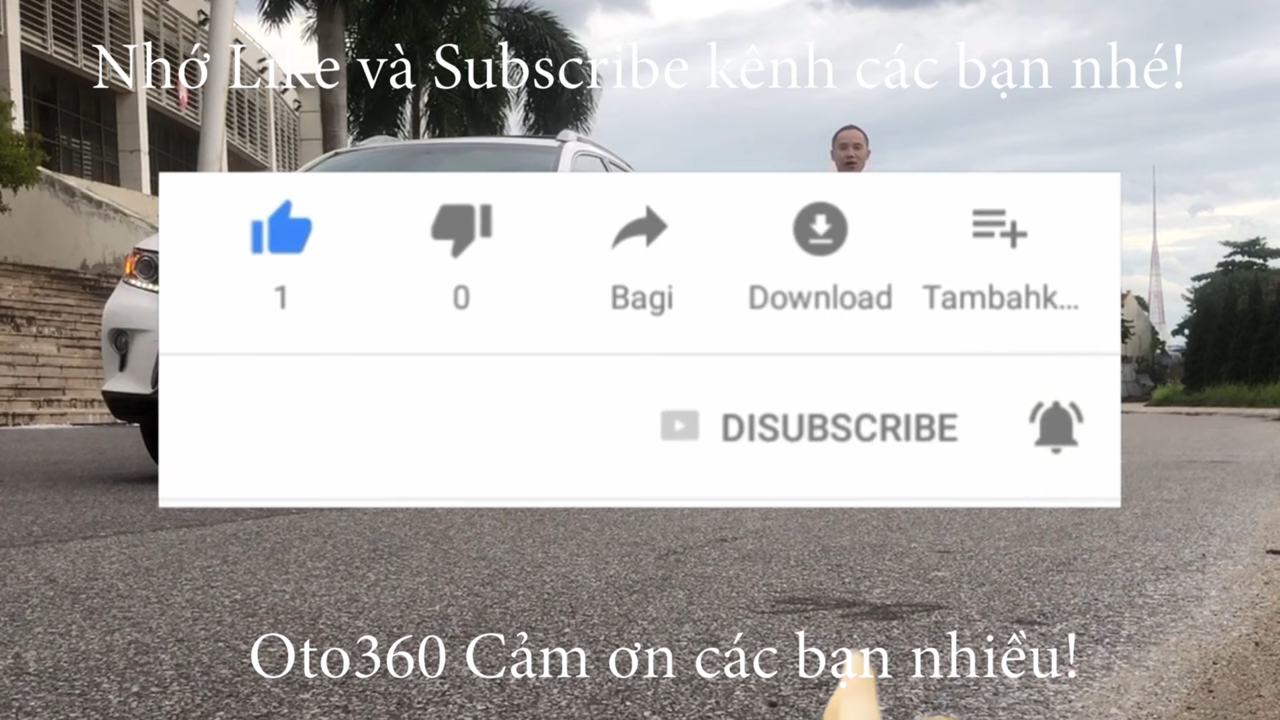 Nhớ Like và Subscribe kênh các bạn nhé!
1 0 Bagi Download Tambahk...
DISUBSCRIBE
Oto360 Cảm ơn các bạn nhiều!